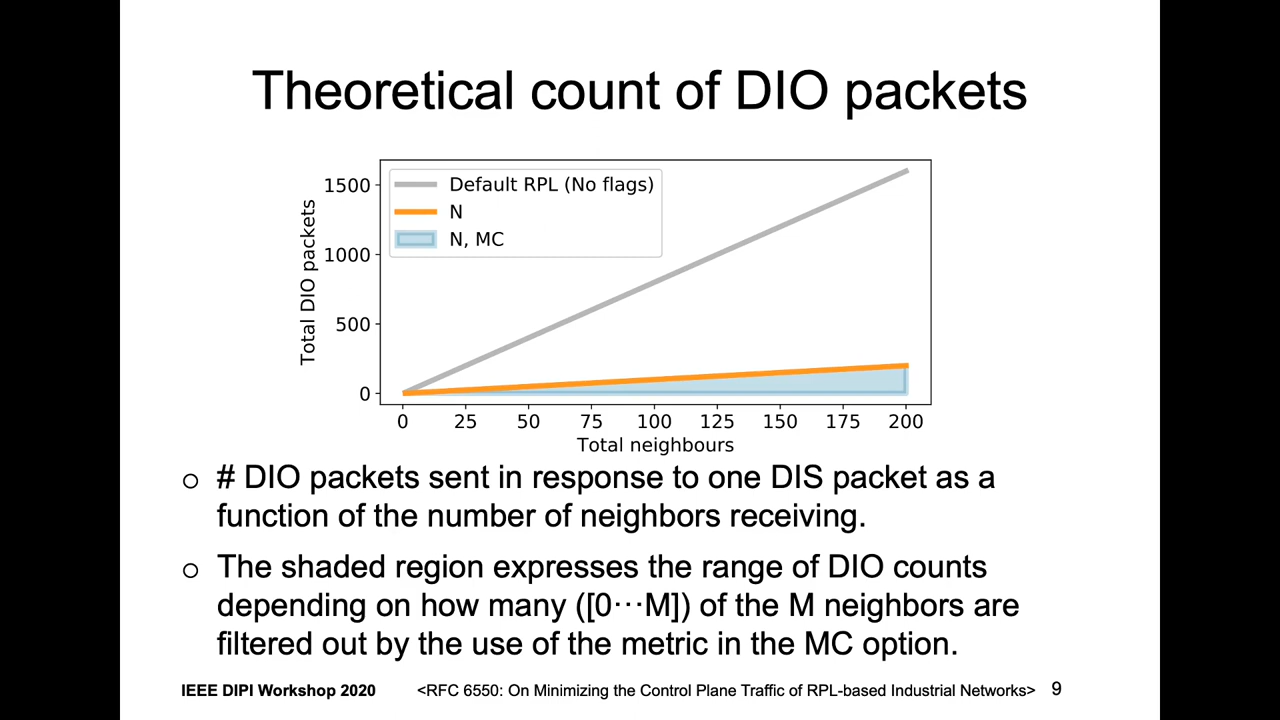 Theoretical count of DIO packets
Total DIO packets
1500
1000
500
0
Default RPL (No flags)
N
N, MC
0 25 50 75 100 125 150 175 200
Total neighbours
○ # DIO packets sent in response to one DIS packet as a
function of the number of neighbors receiving.
○ The shaded region expresses the range of DIO counts
depending on how many ([0⋯M]) of the M neighbors are
filtered out by the use of the metric in the MC option.
IEEE DIPI Workshop 2020 <RFC 6550: On Minimizing the Control Plane Traffic of RPL-based Industrial Networks> 9